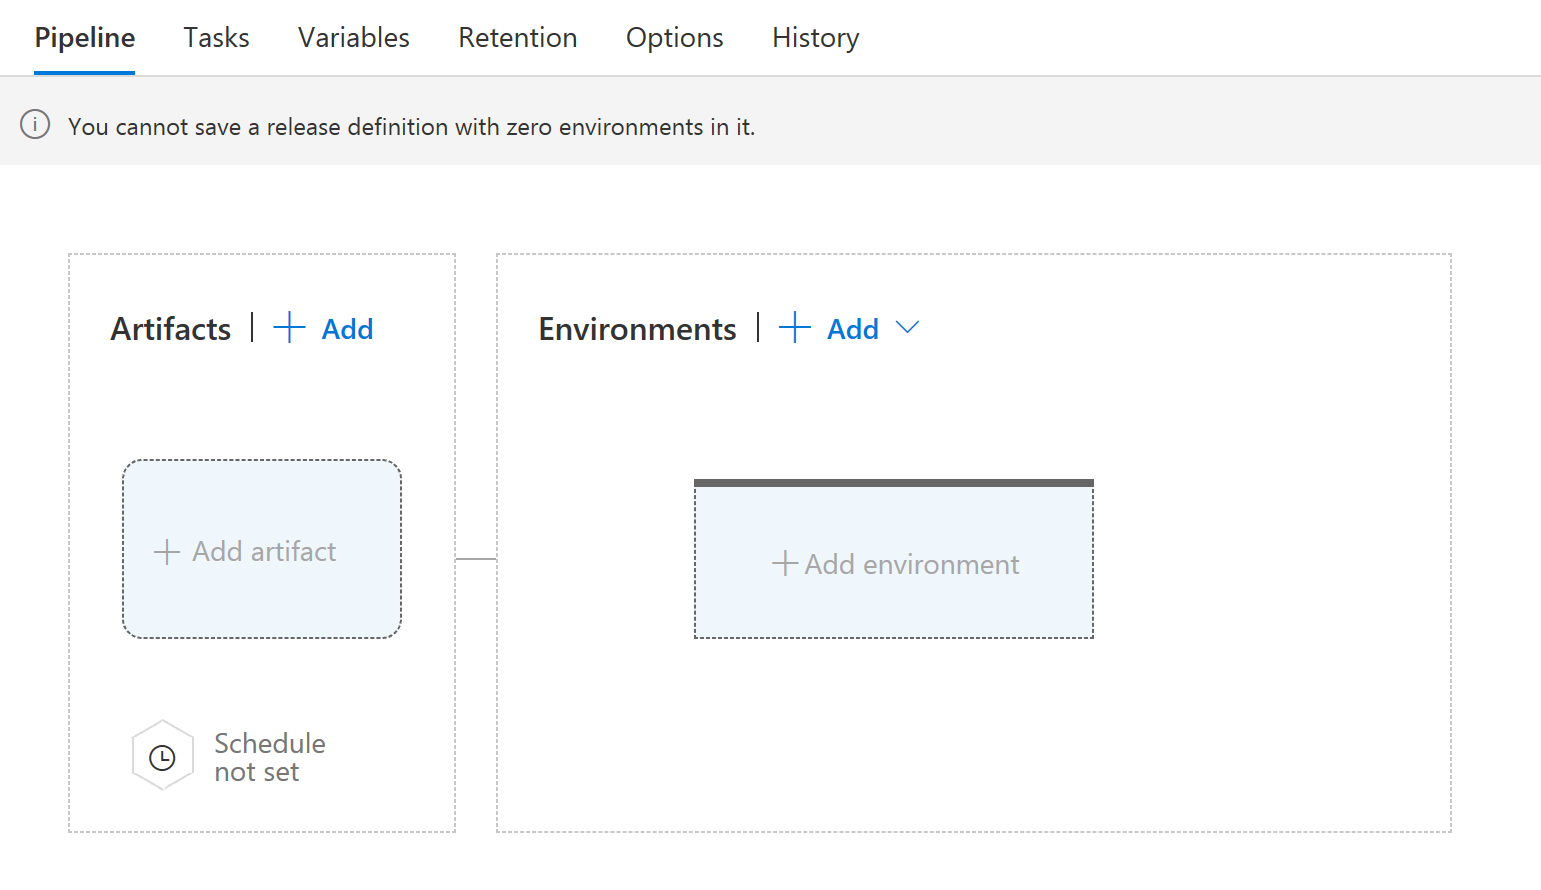 Pipeline Tasks Variables Retention Options History
You cannot save a release definition with zero environments in it.
Artifacts | + Add
Environments | + Add
+ Add artifact
+ Add environment
Schedule
not set